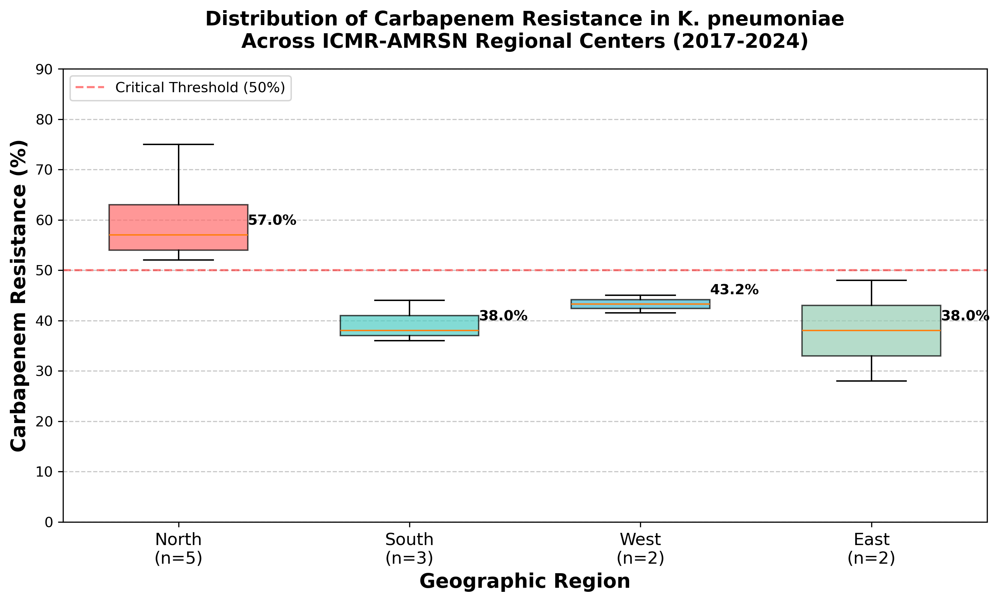 Distribution of Carbapenem Resistance in K. pneumoniae
Across ICMR-AMRSN Regional Centers (2017-2024)
Carbapenem Resistance (%)
90
80
70
60
50
40
30
20
10
0
Critical Threshold (50%)
57.0%
38.0%
43.2%
38.0%
North
(n=5)
South
(n=3)
West
(n=2)
East
(n=2)
Geographic Region